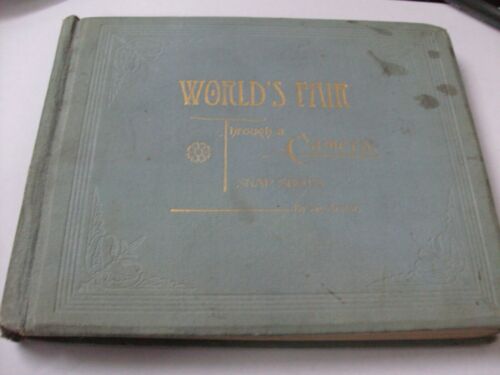 WORLD'S FAIR
Through a
Camera
SNAP SHOTS